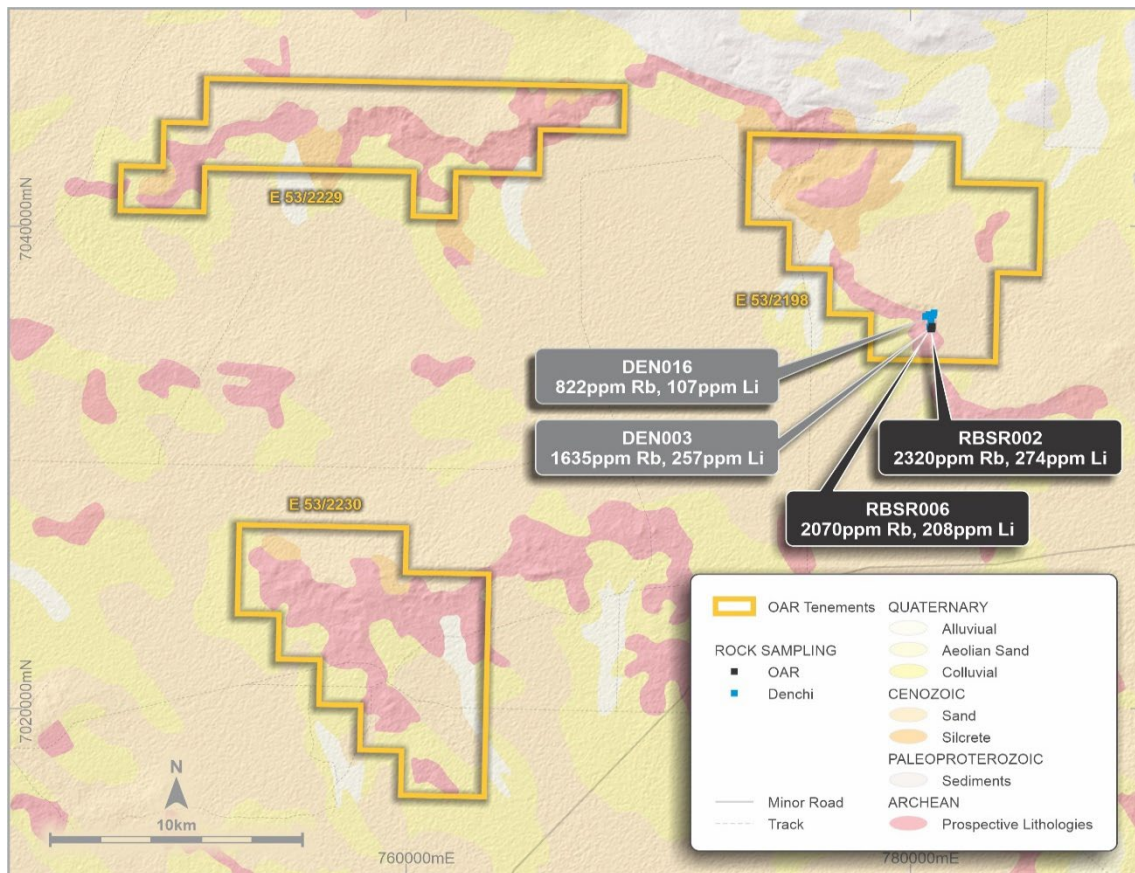 E 53/2229
E 53/2198
7040000mN
DEN016
822ppm Rb, 107ppm Li
DEN003
1635ppm Rb, 257ppm Li
RBSR002
2320ppm Rb, 274ppm Li
RBSR006
2070ppm Rb, 208ppm Li
E 53/2230
7020000mN
OAR Tenements
ROCK SAMPLING
OAR
Denchi
Minor Road
Track
QUATERNARY
Alluviual
Aeolian Sand
Colluvial
CENOZOIC
Sand
Silcrete
PALEOPROTEROZOIC
Sediments
ARCHEAN
Prospective Lithologies
N
10km
760000mE
780000mE